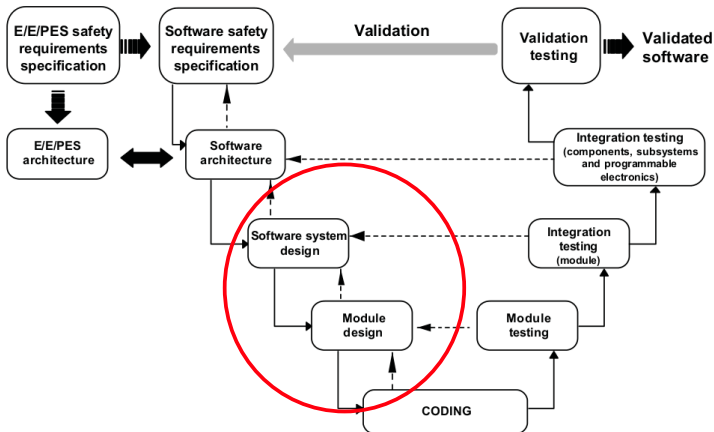 E/E/PES safety
requirements
specification
Software safety
requirements
specification
Validation
Validation
testing
Validated
software
E/E/PES
architecture
Software
architecture
Integration testing
(components, subsystems
and programmable
electronics)
Software system
design
Integration
testing
(module)
Module
design
Module
testing
CODING